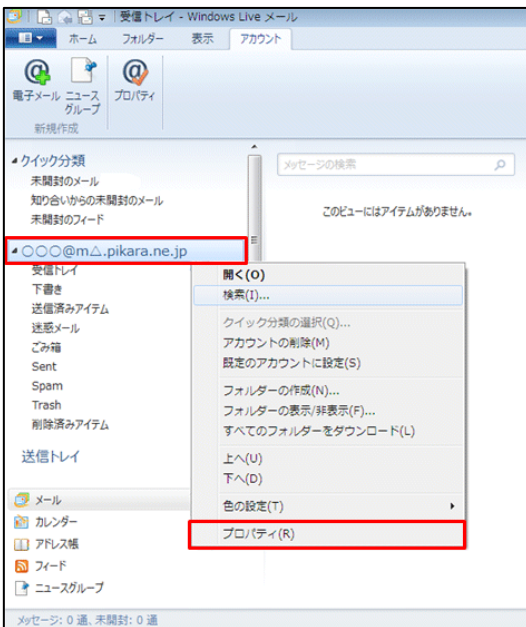 受信トレイ - Windows Live メール
ホーム フォルダー 表示 アカウント
電子メール ニュース グループ プロパティ
新規作成
クイック分類
未開封のメール
知り合いからの未開封のメール
未開封のフィード
メッセージの検索
このビューにはアイテムがありません。
○○○@m△.pikara.ne.jp
受信トレイ
下書き
送信済みアイテム
迷惑メール
ごみ箱
Sent
Spam
Trash
削除済みアイテム
送信トレイ
開く(O)
検索(I)...
クイック分類の選択(Q)...
アカウントの削除(M)
既定のアカウントに設定(S)
フォルダーの作成(N)...
フォルダーの表示/非表示(F)...
すべてのフォルダーをダウンロード(L)
上へ(U)
下へ(D)
色の設定(T)
プロパティ(R)
メール
カレンダー
アドレス帳
フィード
ニュースグループ
メッセージ: 0 通、未開封: 0 通